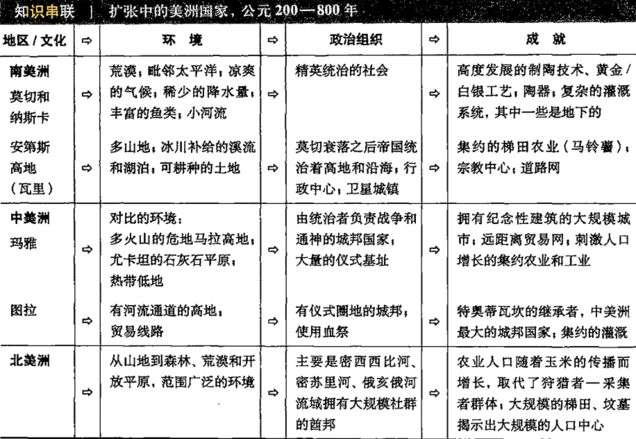 知识串联 | 扩张中的美洲国家，公元 200—800 年
地区/文化 ⇨ 环 境 ⇨ 政治组织 ⇨ 成 就
南美洲
莫切和
纳斯卡
⇨
荒漠；毗邻太平洋；凉爽
的气候；稀少的降水量；
丰富的鱼类；小河流
⇨
精英统治的社会
⇨
高度发展的制陶技术、黄金/
白银工艺；陶器；复杂的灌溉
系统，其中一些是地下的
安第斯
高地
（瓦里）
⇨
多山地；冰川补给的溪流
和湖泊；可耕种的土地
⇨
莫切衰落之后帝国统
治着高地和沿海；行
政中心；卫星城镇
⇨
集约的梯田农业（马铃薯）；
宗教中心；道路网
中美洲
玛雅
⇨
对比的环境：
多火山的危地马拉高地；
尤卡坦的石灰石平原；
热带低地
⇨
由统治者负责战争和
通神的城邦国家；
大量的仪式基址
⇨
拥有纪念性建筑的大规模城
市；远距离贸易网；刺激人口
增长的集约农业和工业
图拉
⇨
有河流通道的高地；
贸易线路
⇨
有仪式圈地的城邦；
使用血祭
⇨
特奥蒂瓦坎的继承者，中美洲
最大的城邦国家；集约的灌溉
北美洲
⇨
从山地到森林、荒漠和开
放平原，范围广泛的环境
⇨
主要是密西西比河、
密苏里河、俄亥俄河
流域拥有大规模社群
的酋邦
⇨
农业人口随着玉米的传播而
增长，取代了狩猎者—采集
者群体；大规模的梯田、坟墓
揭示出大规模的人口中心